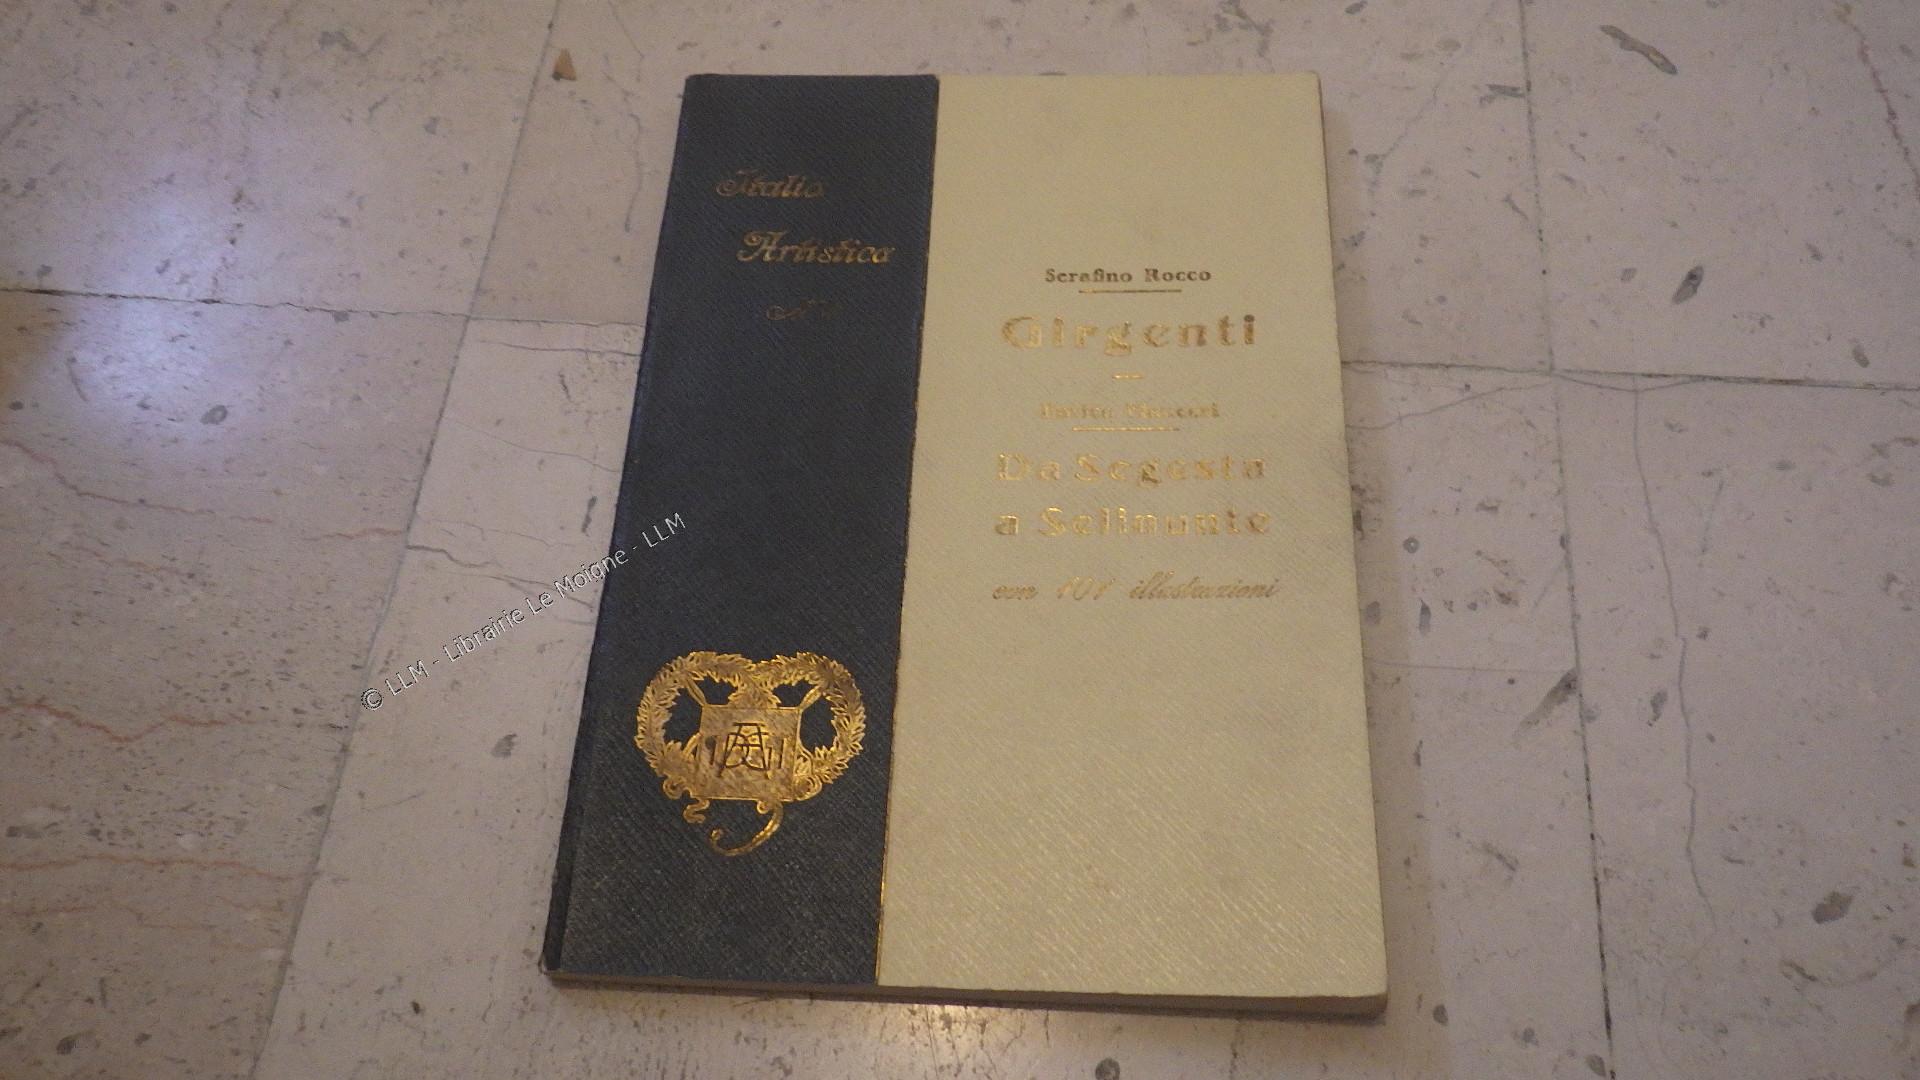 Italia
Artistica
Serafino Rocco
Girgenti
Da Segesta
a Selinunte
con 101 illustrazioni
© LLM - Librairie Le Moigne - LLM